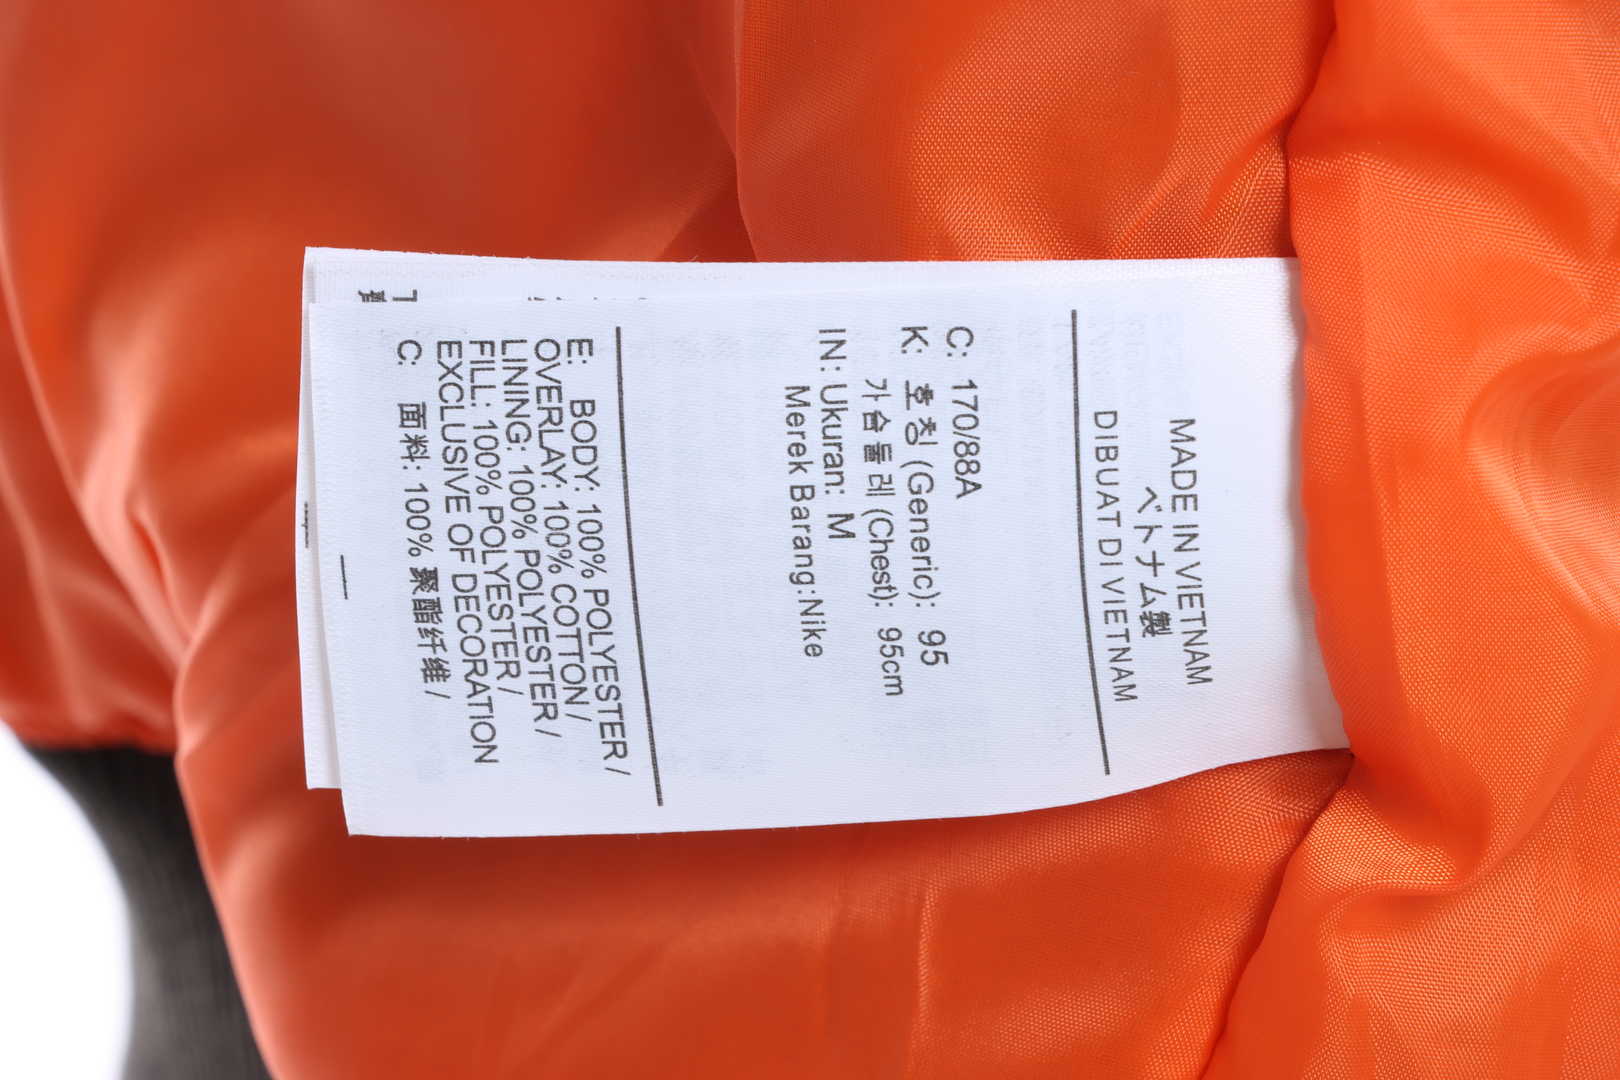 MADE IN VIETNAM
ベトナム製
DIBUAT DI VIETNAM
C: 170/88A
K: 호칭 (Generic): 95
가슴둘레 (Chest): 95cm
IN: Ukuran: M
Merek Barang:Nike
E: BODY: 100% POLYESTER /
OVERLAY: 100% COTTON /
LINING: 100% POLYESTER /
FILL: 100% POLYESTER /
EXCLUSIVE OF DECORATION
C: 面料: 100% 聚酯纤维 /